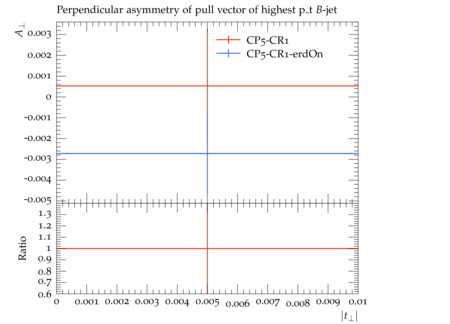 Perpendicular asymmetry of pull vector of highest p_t B-jet
A⊥
0.003
0.002
0.001
0
-0.001
-0.002
-0.003
-0.004
-0.005
CP5-CR1
CP5-CR1-erdOn
Ratio
1.3
1.2
1.1
1
0.9
0.8
0.7
0.6
0 0.001 0.002 0.003 0.004 0.005 0.006 0.007 0.008 0.009 0.01
|t⊥|